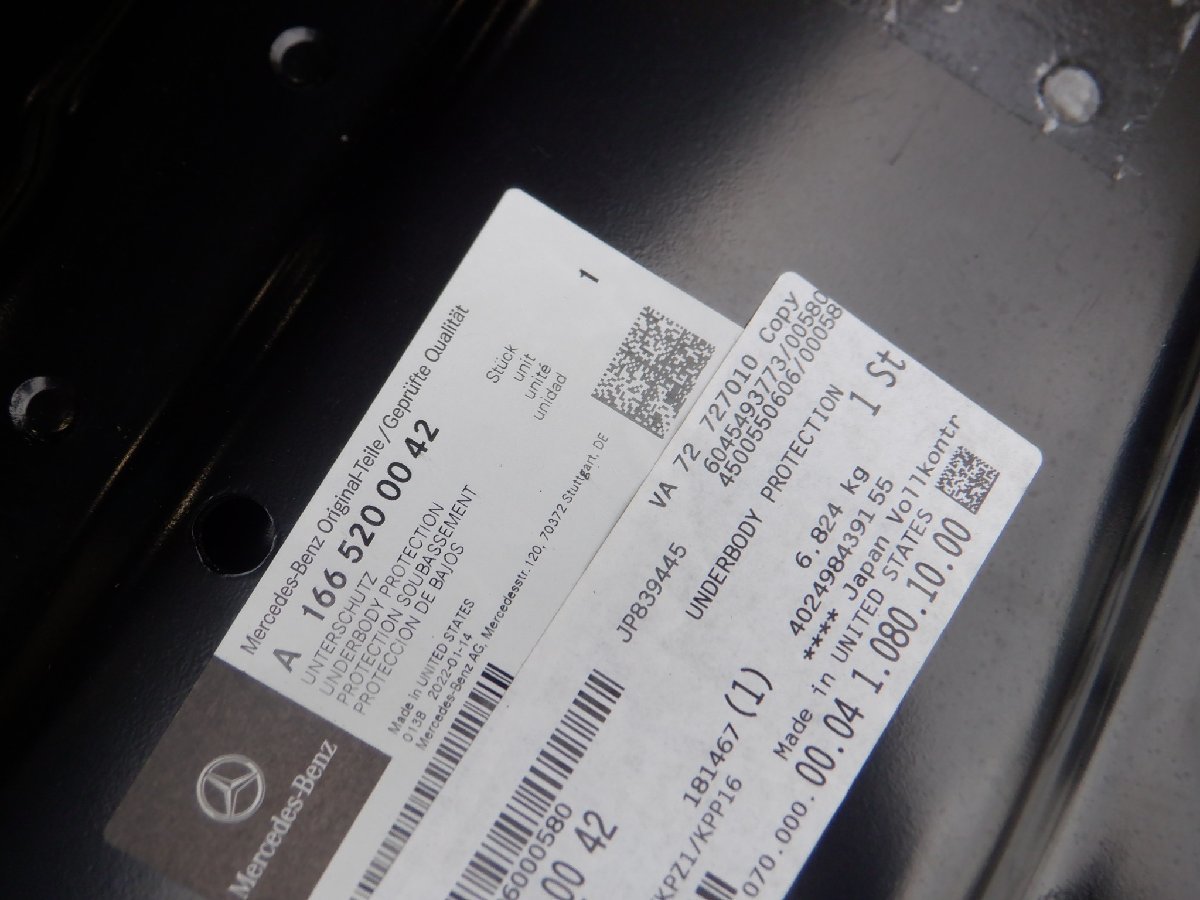 Mercedes-Benz Original-Teile/Geprüfte Qualität
A 166 520 00 42
UNTERSCHUTZ
UNDERBODY PROTECTION
PROTECTION SOUBASSEMENT
PROTECCION DE BAJOS
Stück
unit
unité
unidad
1
Made in UNITED STATES
013B 2022-01-14
Mercedes-Benz AG, Mercedesstr. 120, 70372 Stuttgart, DE
Mercedes-Benz
VA 72 727010 Copy
6045493773/00580
4500550606/00058
JP839445
UNDERBODY PROTECTION
1 St
6.824 kg
4024984391 55
**** Japan Vollkontr
Made in UNITED STATES
181467 (1)
KPZ1/KPP16
070.000.00.04 1.080.10.00
6000580
00 42